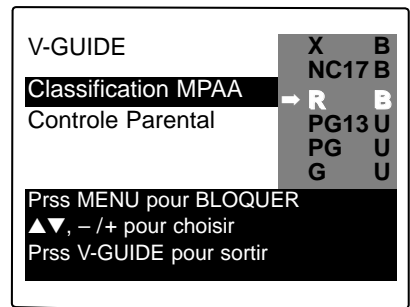 V-GUIDE
Classification MPAA
Controle Parental
X B
NC17 B
➡ R B
PG13 U
PG U
G U
Prss MENU pour BLOQUER
▲▼, – /+ pour choisir
Prss V-GUIDE pour sortir